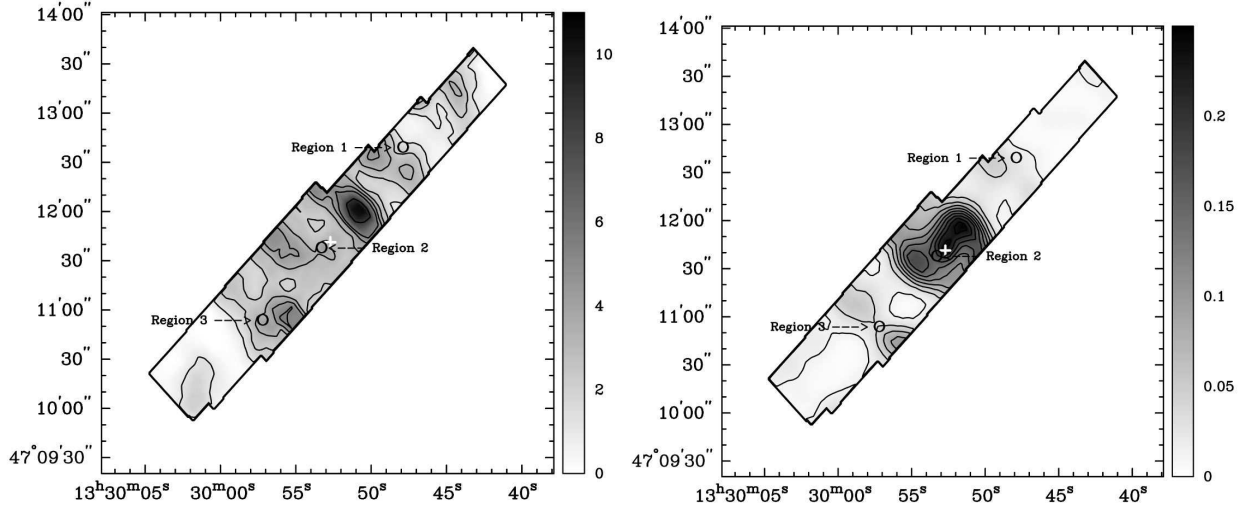 14'00"
30"
13'00"
30"
12'00"
30"
11'00"
30"
10'00"
47°09'30"
13ʰ30ᵐ05ˢ
30ᵐ00ˢ
55ˢ
50ˢ
45ˢ
40ˢ
Region 1
Region 2
Region 3
10
8
6
4
2
0
14'00"
30"
13'00"
30"
12'00"
30"
11'00"
30"
10'00"
47°09'30"
13ʰ30ᵐ05ˢ
30ᵐ00ˢ
55ˢ
50ˢ
45ˢ
40ˢ
Region 1
Region 2
Region 3
0.2
0.15
0.1
0.05
0